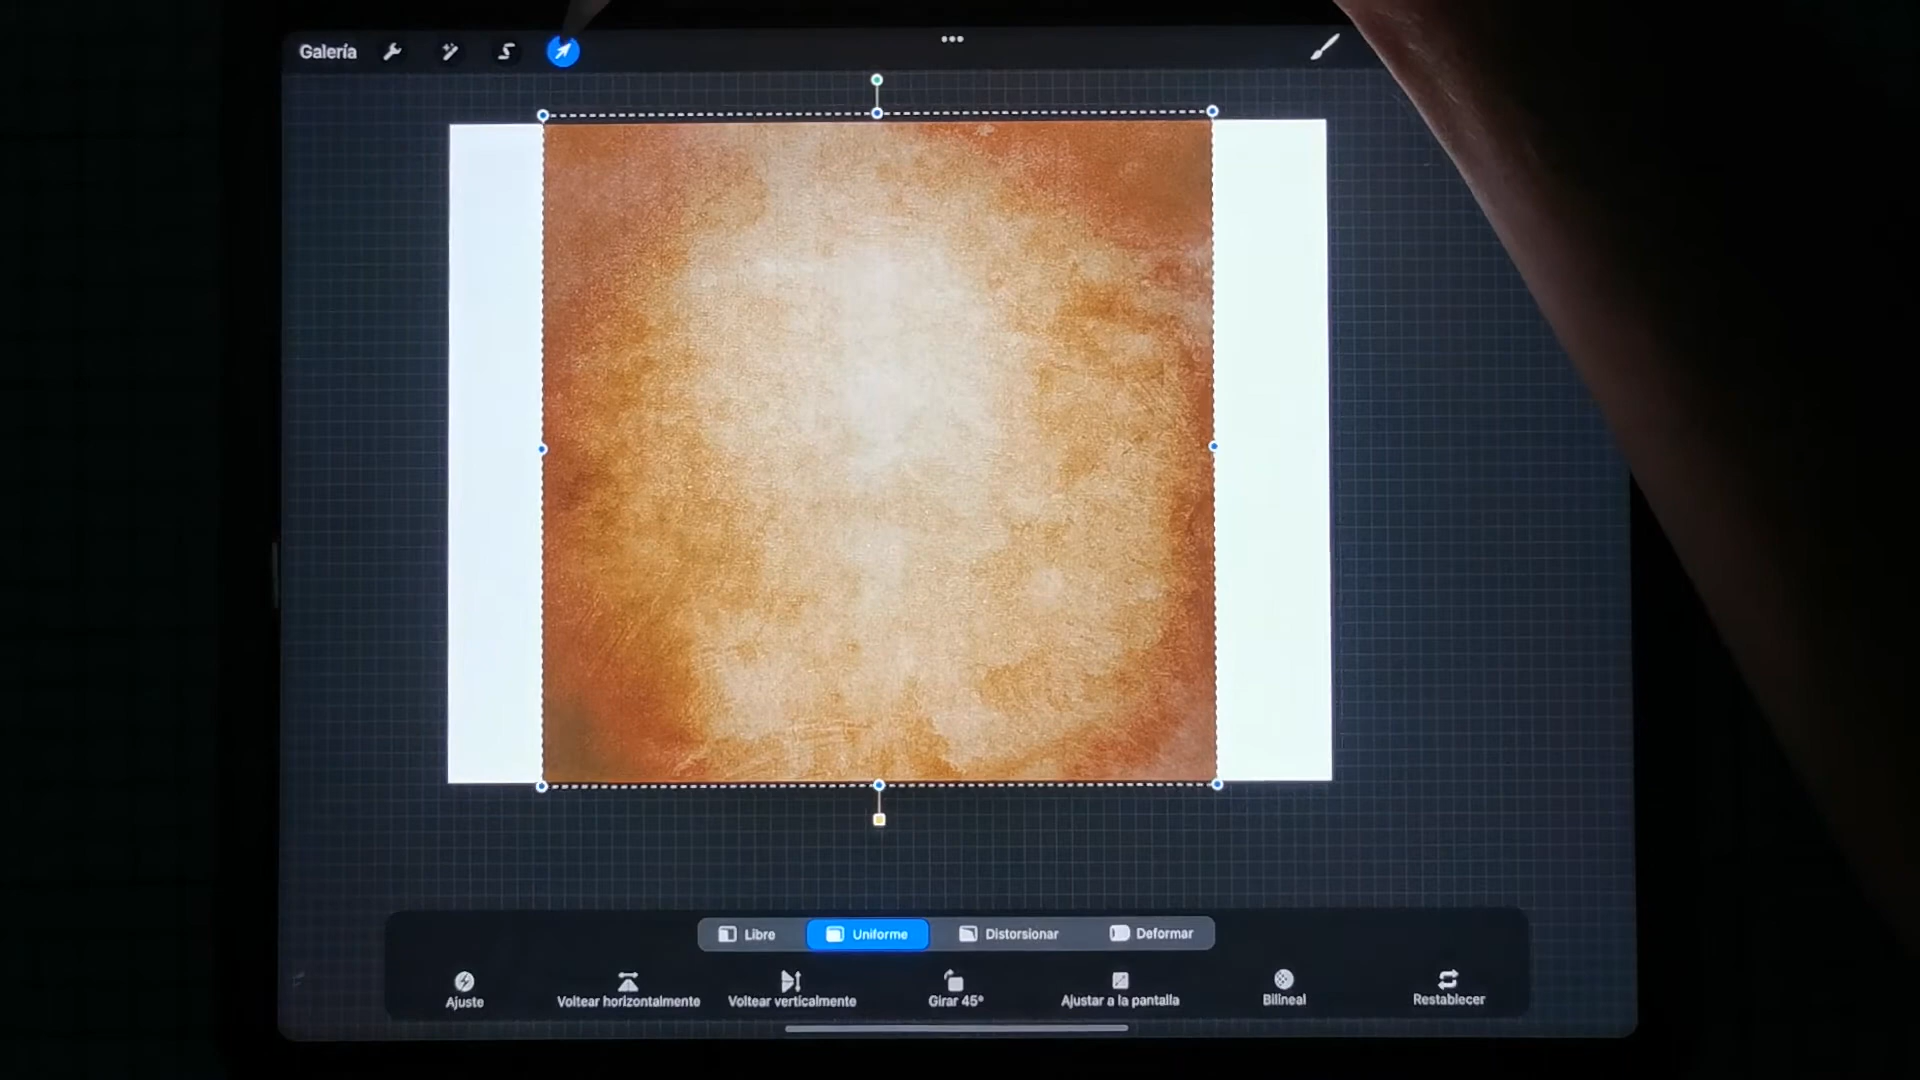 Galería
Libre
Uniforme
Distorsionar
Deformar
Ajuste
Voltear horizontalmente
Voltear verticalmente
Girar 45°
Ajustar a la pantalla
Bilineal
Restablecer